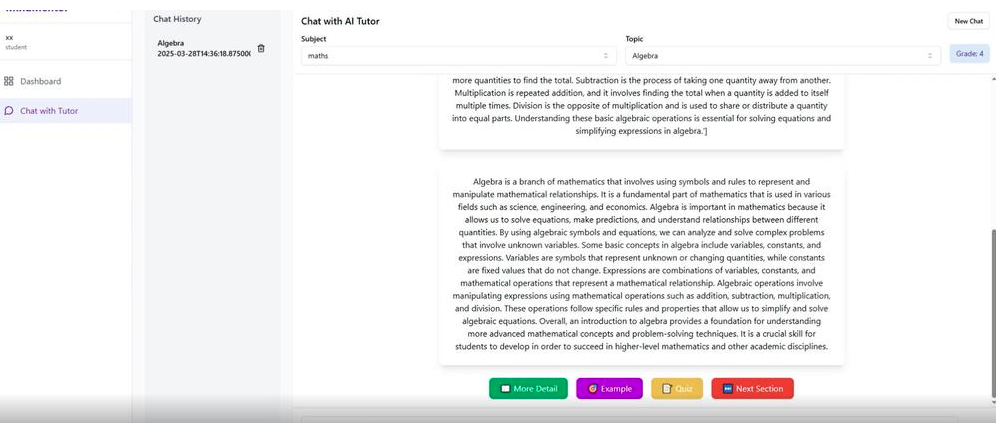 xx
student
Dashboard
Chat with Tutor
Chat History
Algebra
2025-03-28T14:36:18.87500(
Chat with AI Tutor
New Chat
Subject
Topic
maths
Algebra
Grade: 4
more quantities to find the total. Subtraction is the process of taking one quantity away from another.
Multiplication is repeated addition, and it involves finding the total when a quantity is added to itself
multiple times. Division is the opposite of multiplication and is used to share or distribute a quantity
into equal parts. Understanding these basic algebraic operations is essential for solving equations and
simplifying expressions in algebra.']
Algebra is a branch of mathematics that involves using symbols and rules to represent and
manipulate mathematical relationships. It is a fundamental part of mathematics that is used in various
fields such as science, engineering, and economics. Algebra is important in mathematics because it
allows us to solve equations, make predictions, and understand relationships between different
quantities. By using algebraic symbols and equations, we can analyze and solve complex problems
that involve unknown variables. Some basic concepts in algebra include variables, constants, and
expressions. Variables are symbols that represent unknown or changing quantities, while constants
are fixed values that do not change. Expressions are combinations of variables, constants, and
mathematical operations that represent a mathematical relationship. Algebraic operations involve
manipulating expressions using mathematical operations such as addition, subtraction, multiplication,
and division. These operations follow specific rules and properties that allow us to simplify and solve
algebraic equations. Overall, an introduction to algebra provides a foundation for understanding
more advanced mathematical concepts and problem-solving techniques. It is a crucial skill for
students to develop in order to succeed in higher-level mathematics and other academic disciplines.
More Detail
Example
Quiz
Next Section